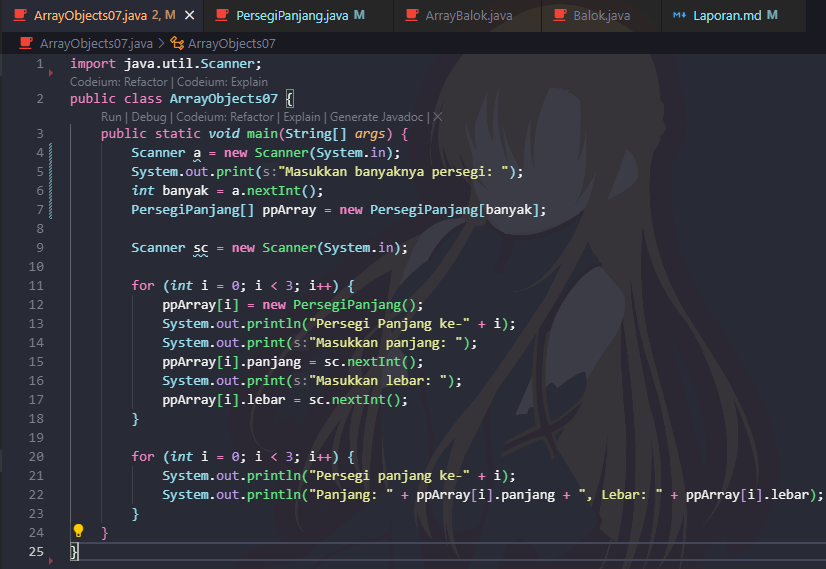 ArrayObjects07.java 2, M PersegiPanjang.java M ArrayBalok.java Balok.java Laporan.md M
ArrayObjects07.java > ArrayObjects07
1 import java.util.Scanner;
Codeium: Refactor | Codeium: Explain
2 public class ArrayObjects07 {
Run | Debug | Codeium: Refactor | Explain | Generate Javadoc | X
3 public static void main(String[] args) {
4 Scanner a = new Scanner(System.in);
5 System.out.print(s:"Masukkan banyaknya persegi: ");
6 int banyak = a.nextInt();
7 PersegiPanjang[] ppArray = new PersegiPanjang[banyak];
8
9 Scanner sc = new Scanner(System.in);
10
11 for (int i = 0; i < 3; i++) {
12 ppArray[i] = new PersegiPanjang();
13 System.out.println("Persegi Panjang ke-" + i);
14 System.out.print(s:"Masukkan panjang: ");
15 ppArray[i].panjang = sc.nextInt();
16 System.out.print(s:"Masukkan lebar: ");
17 ppArray[i].lebar = sc.nextInt();
18 }
19
20 for (int i = 0; i < 3; i++) {
21 System.out.println("Persegi panjang ke-" + i);
22 System.out.println("Panjang: " + ppArray[i].panjang + ", Lebar: " + ppArray[i].lebar);
23 }
24 }
25 }